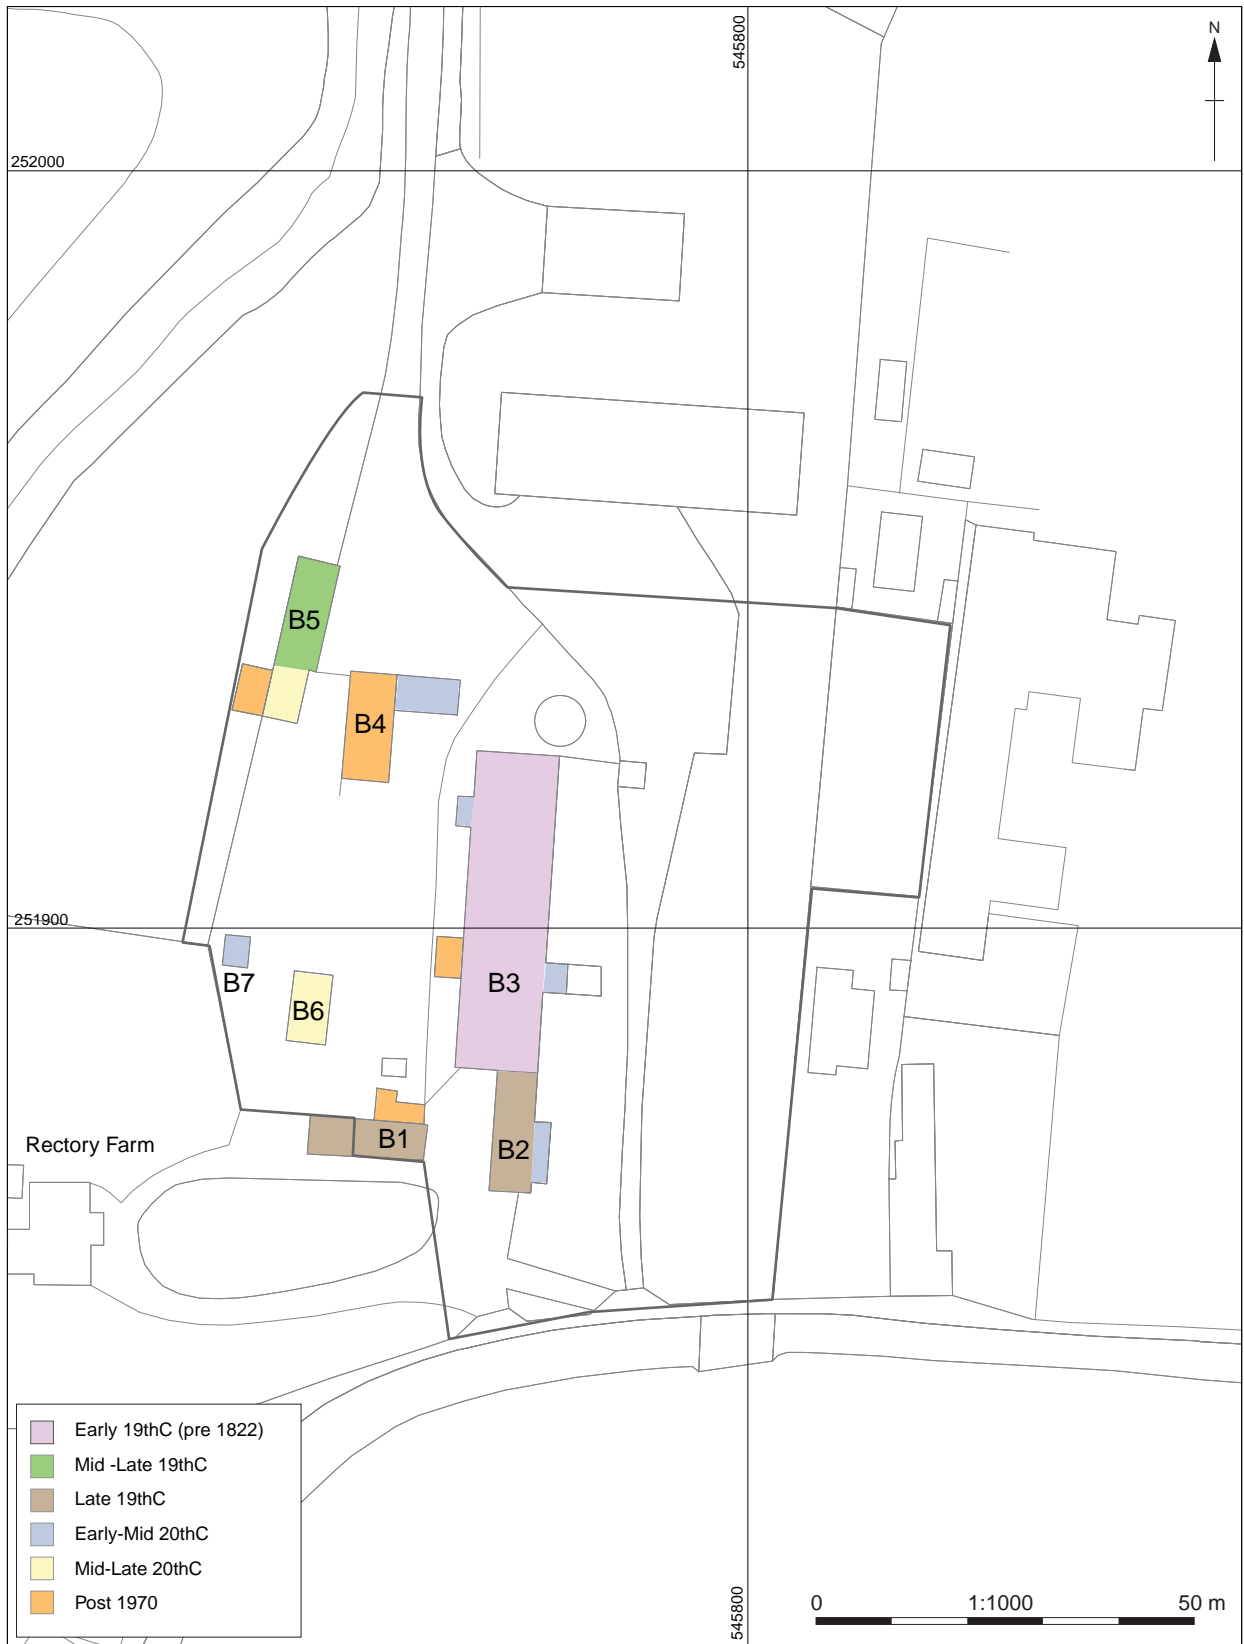 545800
N
252000
B5
B4
251900
B7
B3
B6
B1
B2
Rectory Farm
Early 19thC (pre 1822)
Mid -Late 19thC
Late 19thC
Early-Mid 20thC
Mid-Late 20thC
Post 1970
545800
0 1:1000 50 m